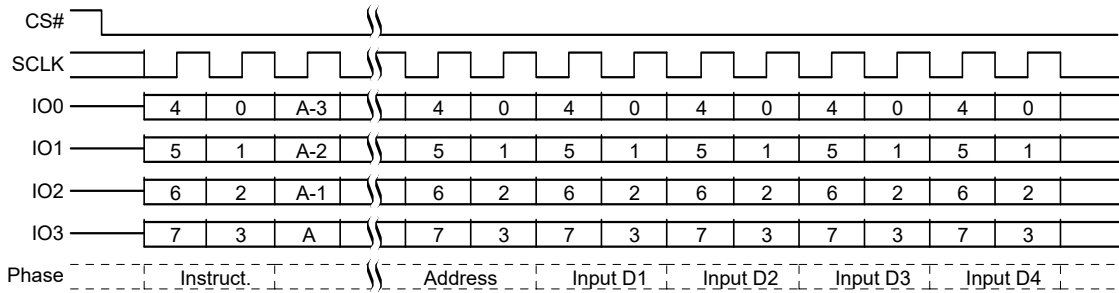 CS#
SCLK
IO0 4 0 A-3 4 0 4 0 4 0 4 0 4 0
IO1 5 1 A-2 5 1 5 1 5 1 5 1 5 1
IO2 6 2 A-1 6 2 6 2 6 2 6 2 6 2
IO3 7 3 A 7 3 7 3 7 3 7 3 7 3
Phase Instruct. Address Input D1 Input D2 Input D3 Input D4